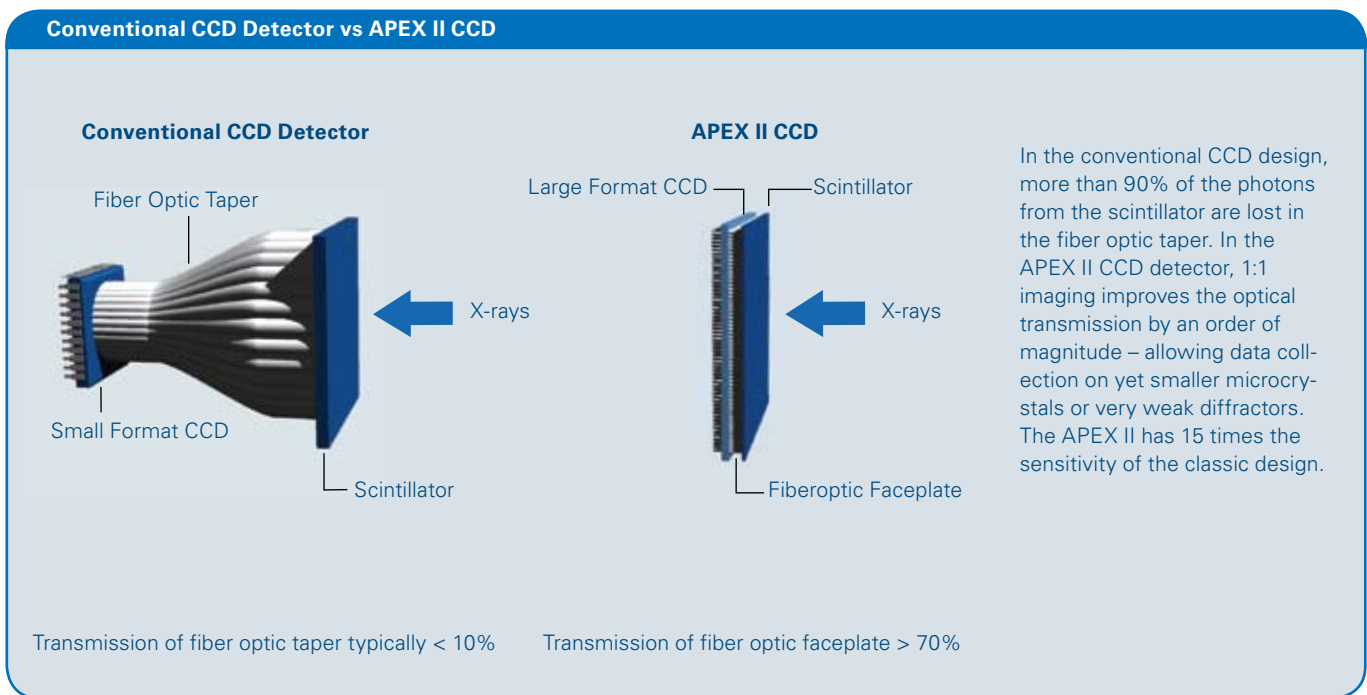 Conventional CCD Detector vs APEX II CCD
Conventional CCD Detector
Fiber Optic Taper
X-rays
Small Format CCD
Scintillator
Transmission of fiber optic taper typically < 10%
APEX II CCD
Large Format CCD
Scintillator
X-rays
Fiberoptic Faceplate
Transmission of fiber optic faceplate > 70%
In the conventional CCD design,
more than 90% of the photons
from the scintillator are lost in
the fiber optic taper. In the
APEX II CCD detector, 1:1
imaging improves the optical
transmission by an order of
magnitude – allowing data coll-
ection on yet smaller microcry-
stals or very weak diffractors.
The APEX II has 15 times the
sensitivity of the classic design.